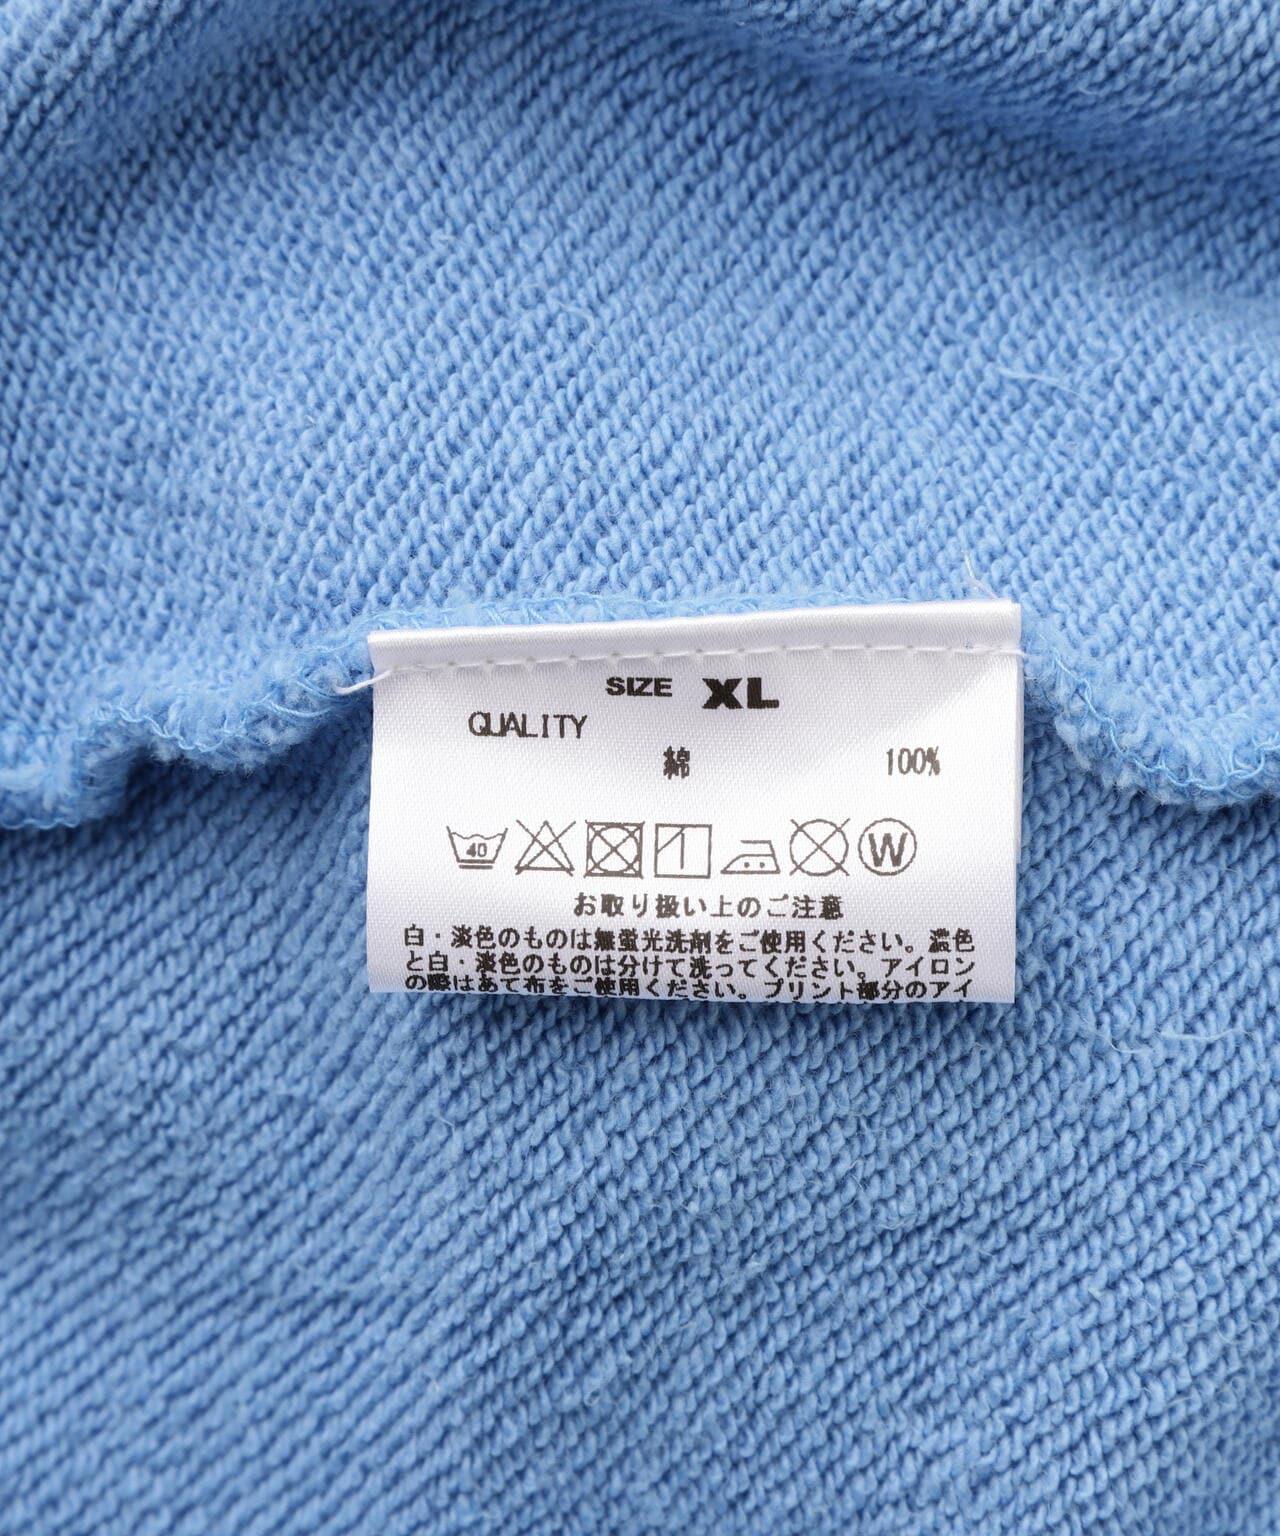 SIZE XL
QUALITY
綿 100%
40 W
お取り扱い上のご注意
白・淡色のものは無蛍光洗剤をご使用ください。濃色
と白・淡色のものは分けて洗ってください。アイロン
の際はあて布をご使用ください。プリント部分のアイ